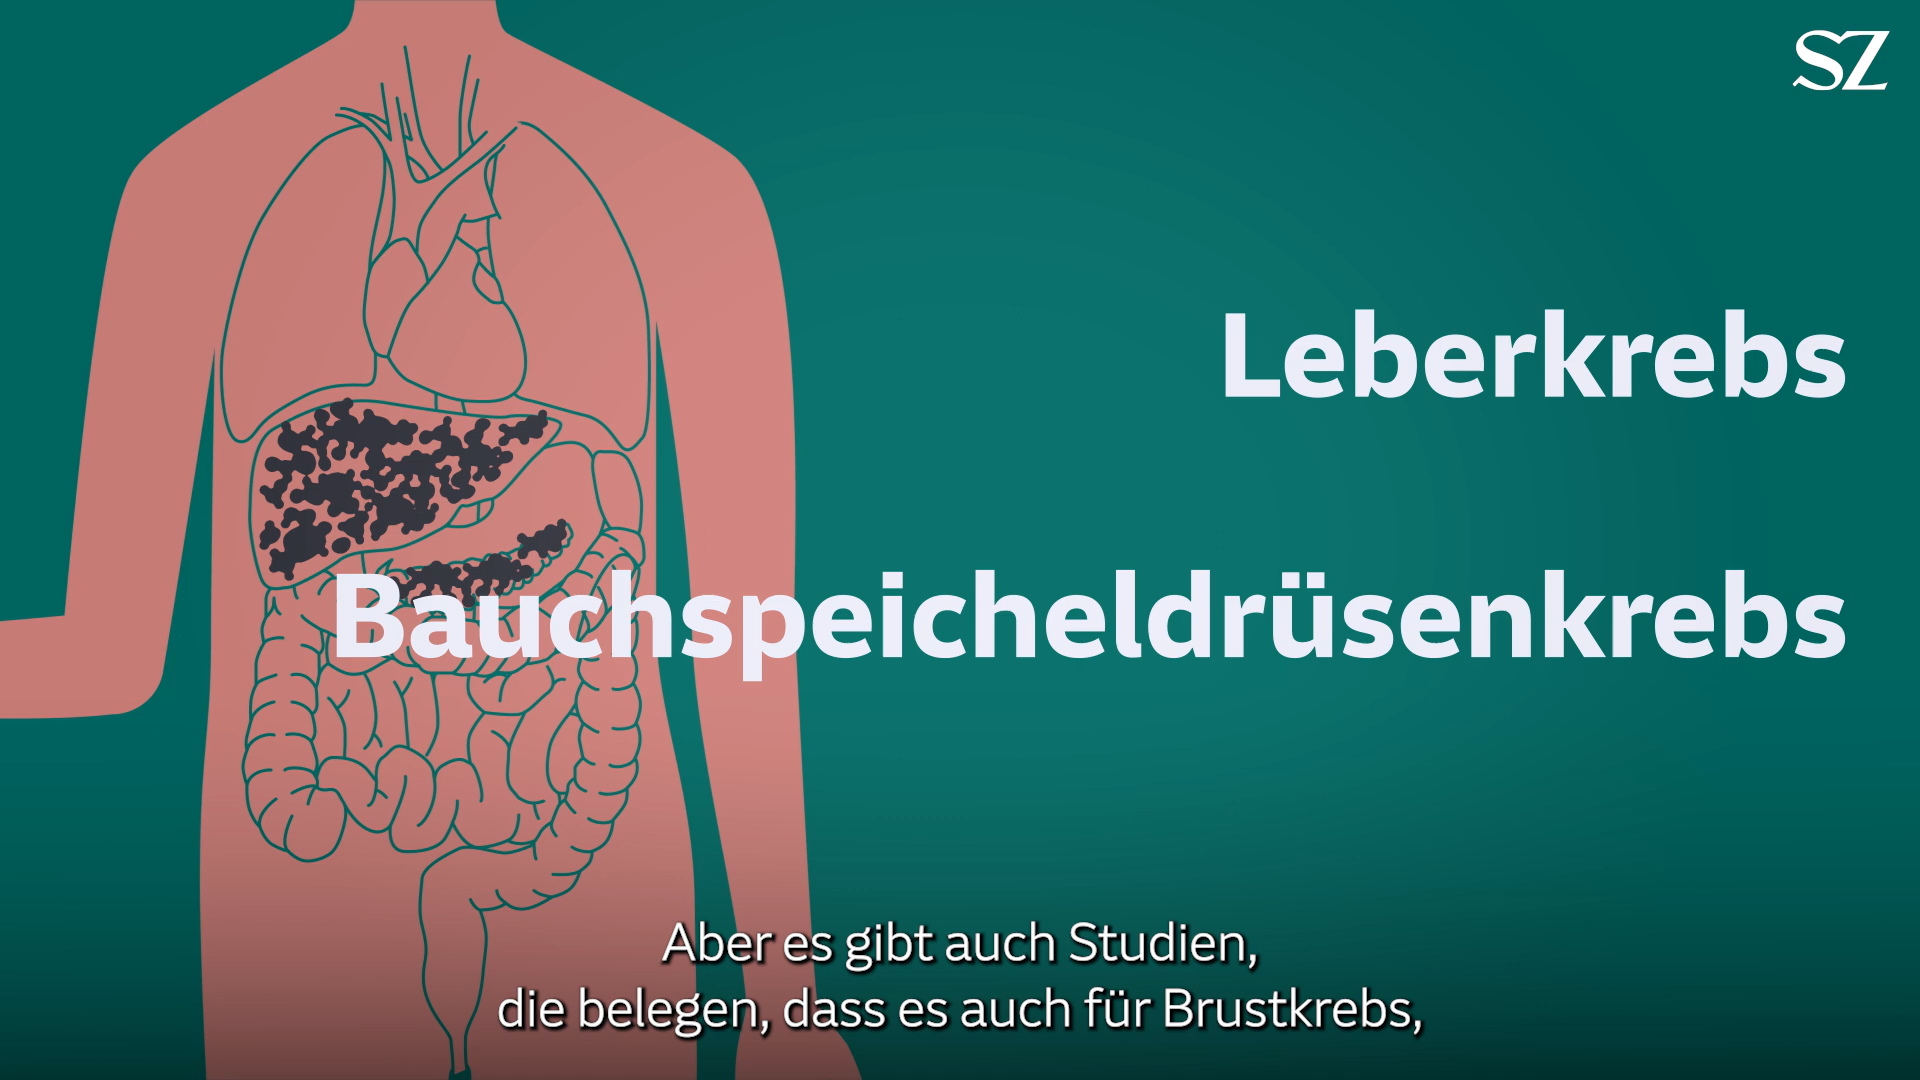 SZ
Leberkrebs
Bauchspeicheldrüsenkrebs
Aber es gibt auch Studien,
die belegen, dass es auch für Brustkrebs,